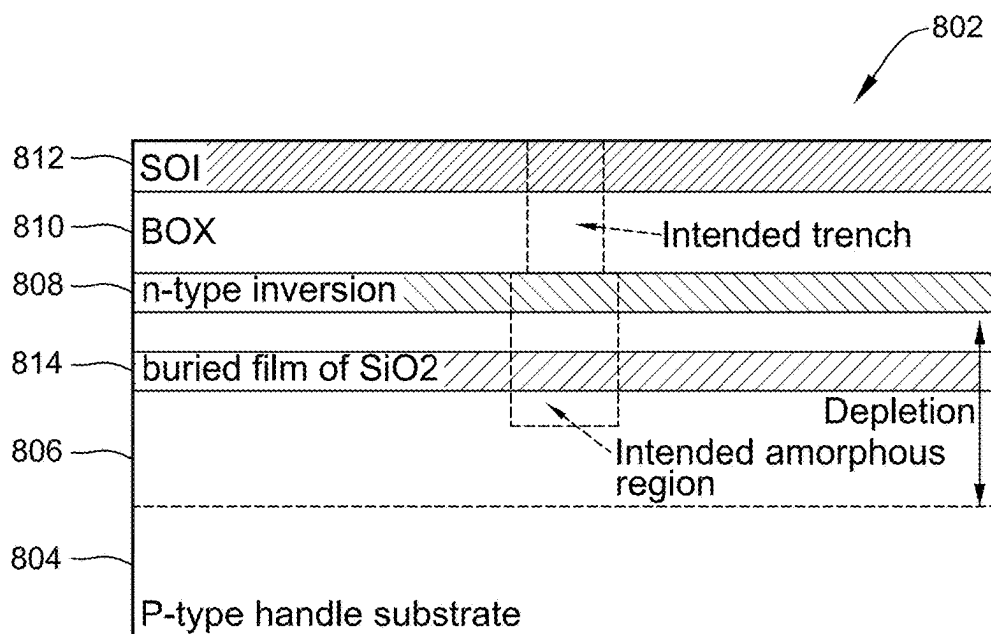 802
812
SOI
810
BOX
Intended trench
808
n-type inversion
814
buried film of SiO2
Depletion
806
Intended amorphous
region
804
P-type handle substrate